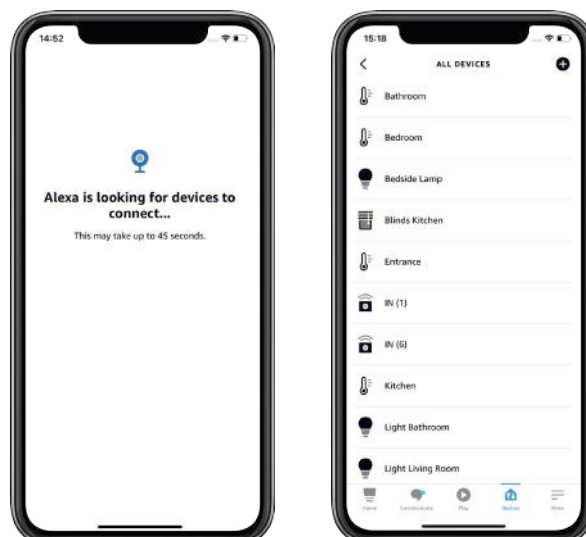 14:52
Alexa is looking for devices to
connect...
This may take up to 45 seconds.
15:18
ALL DEVICES
Bathroom
Bedroom
Bedside Lamp
Blinds Kitchen
Entrance
IN (1)
IN (6)
Kitchen
Light Bathroom
Light Living Room
Home Communicate Play Devices More